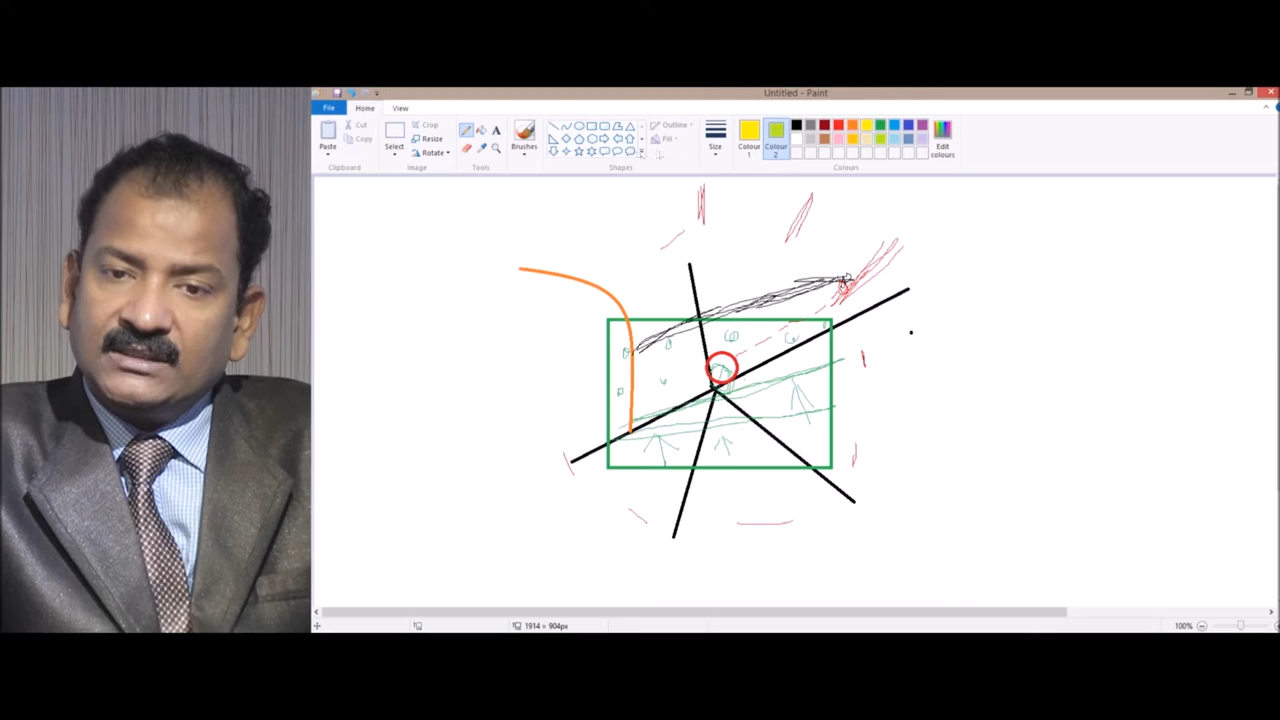 Untitled - Paint
File Home View
Cut
Copy
Paste
Clipboard
Crop
Resize
Rotate
Select
Image
A
Tools
Brushes
Outline
Fill
Shapes
Size
Colour 1
Colour 2
Edit colours
Colours
1914 × 904px
100%